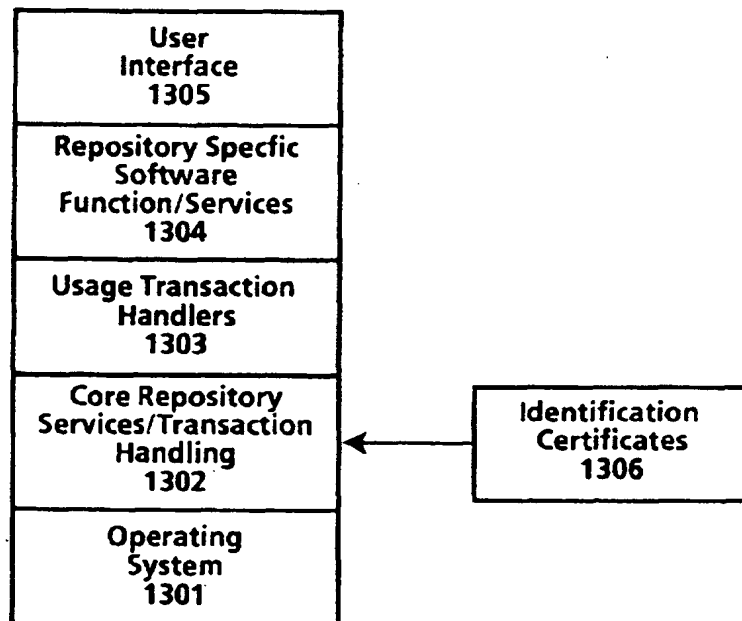 User
Interface
1305
Repository Specfic
Software
Function/Services
1304
Usage Transaction
Handlers
1303
Core Repository
Services/Transaction
Handling
1302
Identification
Certificates
1306
Operating
System
1301